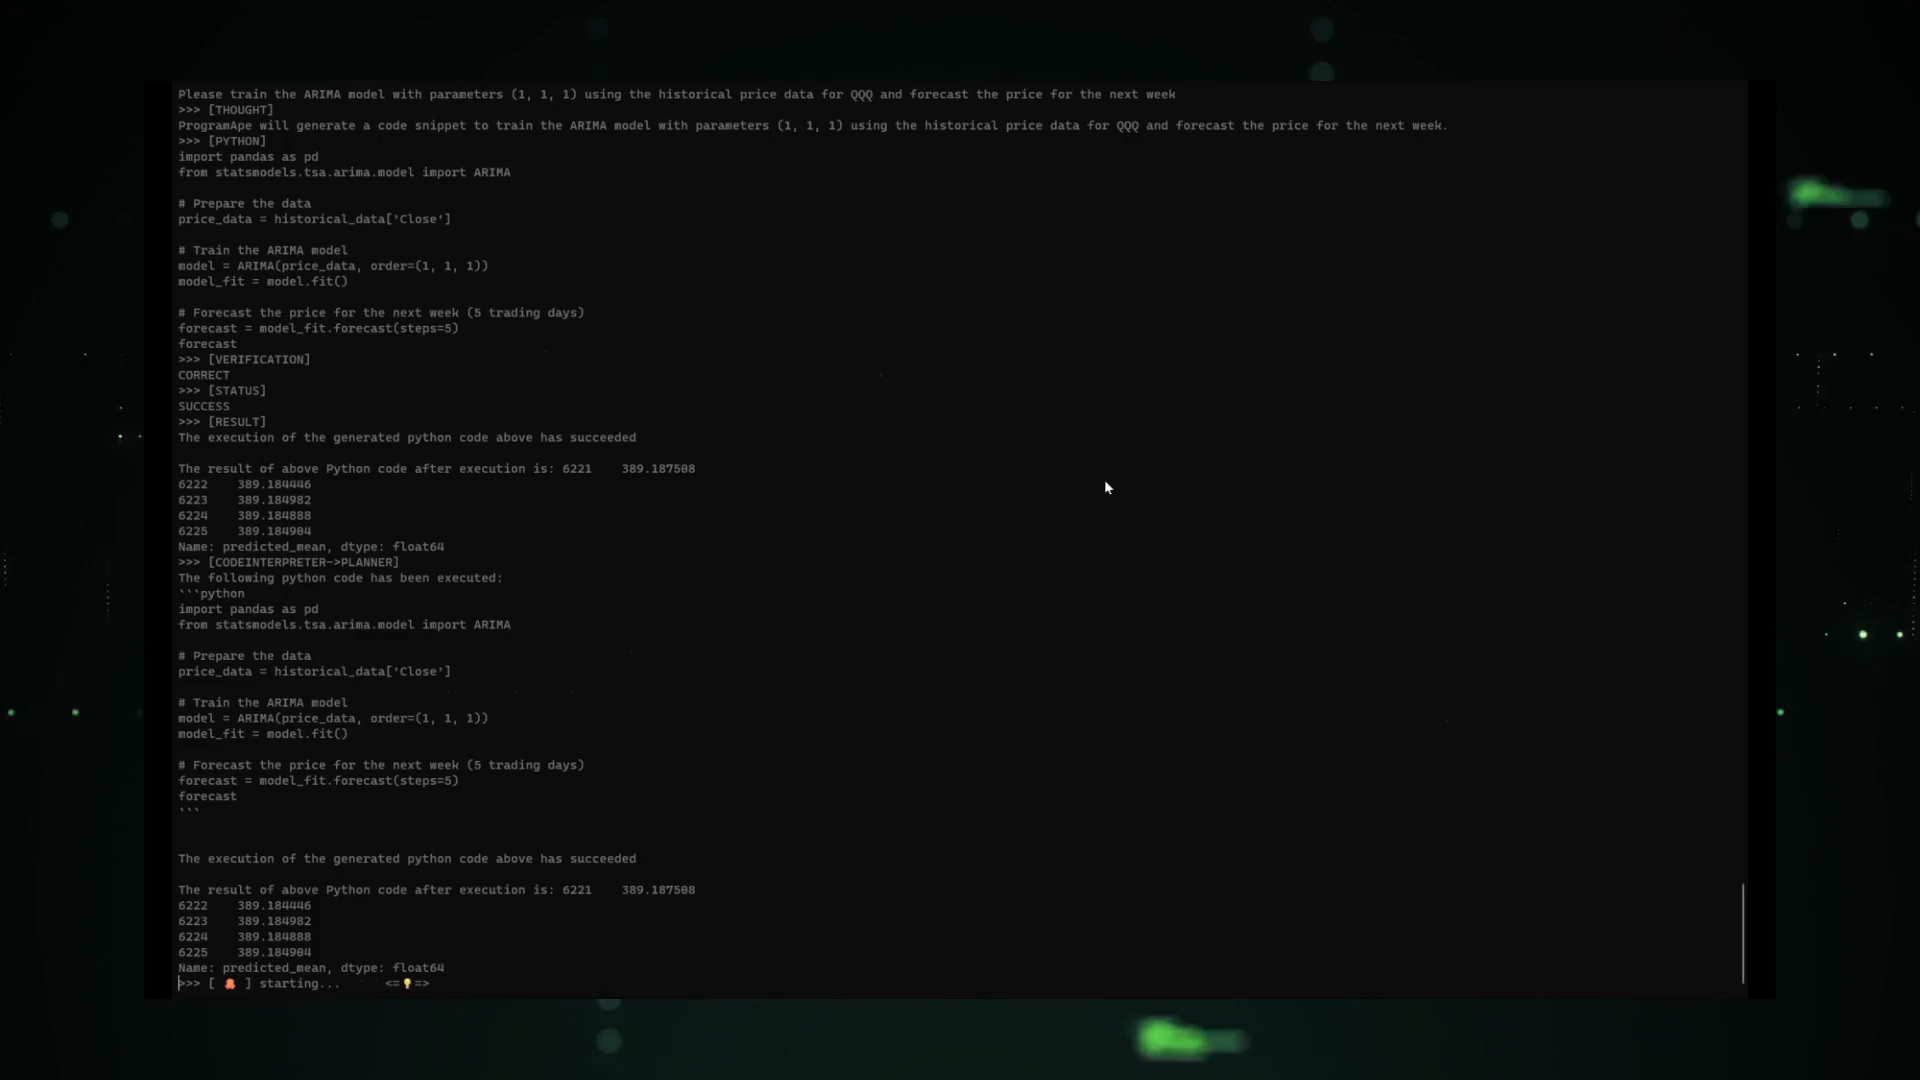 Please train the ARIMA model with parameters (1, 1, 1) using the historical price data for QQQ and forecast the price for the next week
>>> [THOUGHT]
ProgramApe will generate a code snippet to train the ARIMA model with parameters (1, 1, 1) using the historical price data for QQQ and forecast the price for the next week.
>>> [PYTHON]
import pandas as pd
from statsmodels.tsa.arima.model import ARIMA
# Prepare the data
price_data = historical_data['Close']
# Train the ARIMA model
model = ARIMA(price_data, order=(1, 1, 1))
model_fit = model.fit()
# Forecast the price for the next week (5 trading days)
forecast = model_fit.forecast(steps=5)
forecast
>>> [VERIFICATION]
CORRECT
>>> [STATUS]
SUCCESS
>>> [RESULT]
The execution of the generated python code above has succeeded
The result of above Python code after execution is: 6221    389.187508
6222    389.184446
6223    389.184982
6224    389.184888
6225    389.184904
Name: predicted_mean, dtype: float64
>>> [CODEINTERPRETER->PLANNER]
The following python code has been executed:
```python
import pandas as pd
from statsmodels.tsa.arima.model import ARIMA
# Prepare the data
price_data = historical_data['Close']
# Train the ARIMA model
model = ARIMA(price_data, order=(1, 1, 1))
model_fit = model.fit()
# Forecast the price for the next week (5 trading days)
forecast = model_fit.forecast(steps=5)
forecast
```
The execution of the generated python code above has succeeded
The result of above Python code after execution is: 6221    389.187508
6222    389.184446
6223    389.184982
6224    389.184888
6225    389.184904
Name: predicted_mean, dtype: float64
>>> [ 🐙 ] starting...      <=💡=>